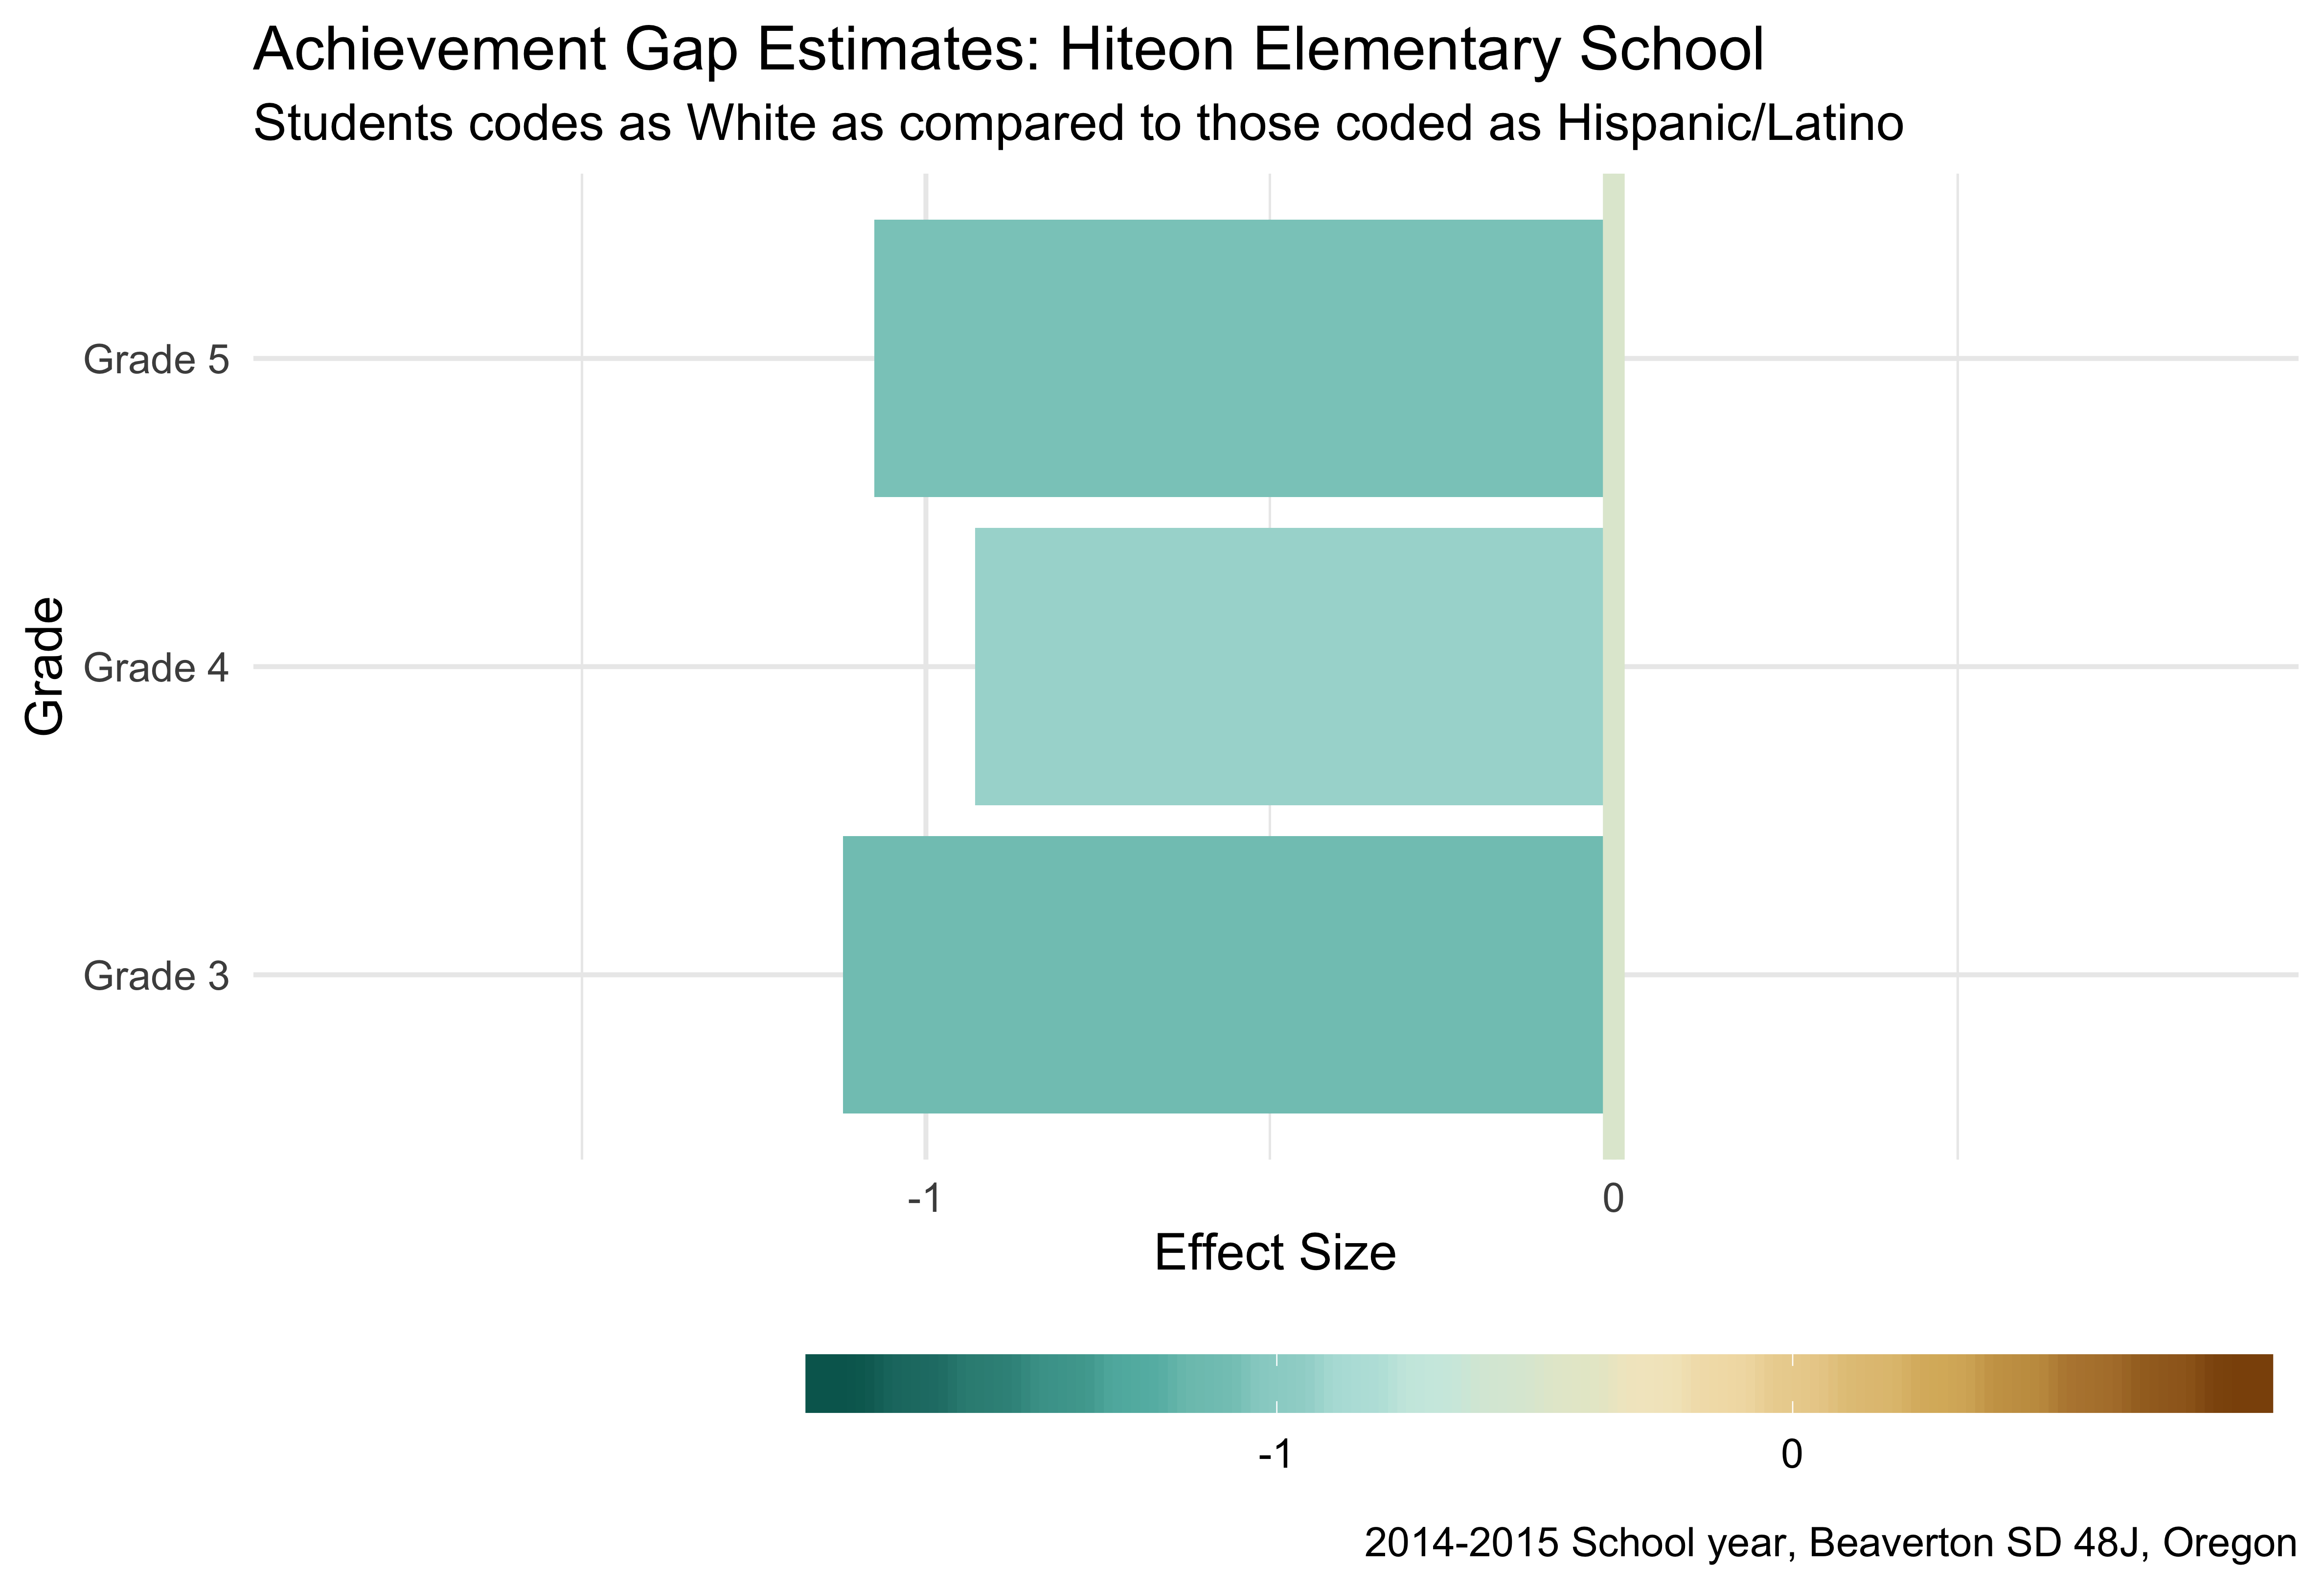 Achievement Gap Estimates: Hiteon Elementary School
Students codes as White as compared to those coded as Hispanic/Latino
Grade
Grade 5
Grade 4
Grade 3
-1 0
Effect Size
-1 0
2014-2015 School year, Beaverton SD 48J, Oregon